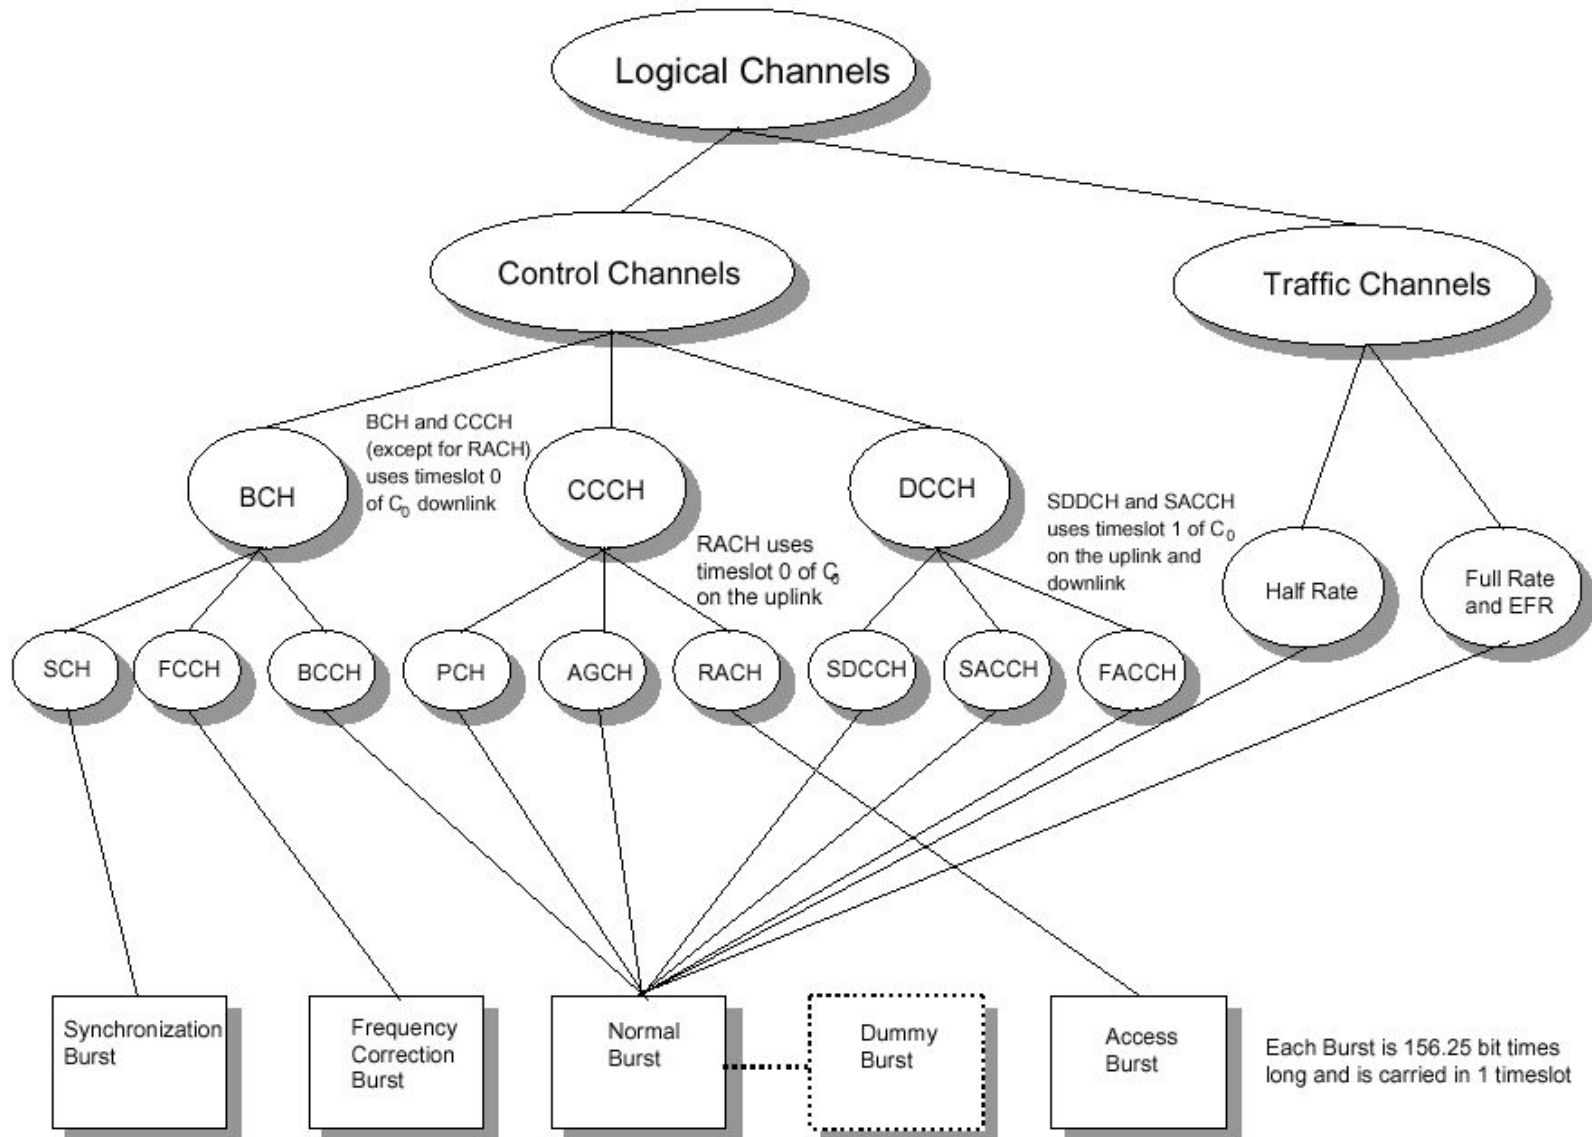 Logical Channels
Control Channels
Traffic Channels
BCH and CCCH
(except for RACH)
uses timeslot 0
of C0 downlink
BCH
CCCH
DCCH
SDDCH and SACCH
uses timeslot 1 of C0
on the uplink and
downlink
RACH uses
timeslot 0 of C0
on the uplink
Half Rate
Full Rate
and EFR
SCH
FCCH
BCCH
PCH
AGCH
RACH
SDCCH
SACCH
FACCH
Synchronization
Burst
Frequency
Correction
Burst
Normal
Burst
Dummy
Burst
Access
Burst
Each Burst is 156.25 bit times
long and is carried in 1 timeslot